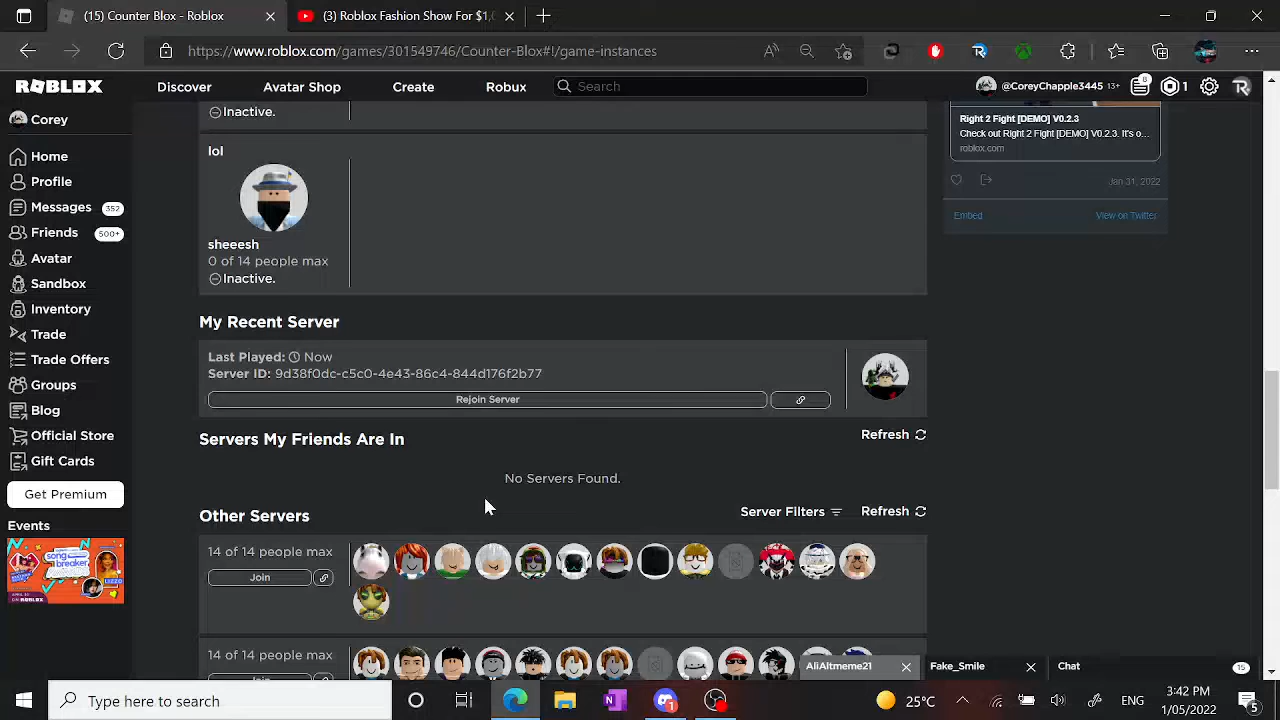 (15) Counter Blox - Roblox
(3) Roblox Fashion Show For $1,0
https://www.roblox.com/games/301549746/Counter-Blox#!/game-instances
ROBLOX
Discover
Avatar Shop
Create
Robux
Search
@CoreyChapple3445 13+
8
1
Corey
Home
Profile
Messages 352
Friends 500+
Avatar
Sandbox
Inventory
Trade
Trade Offers
Groups
Blog
Official Store
Gift Cards
Get Premium
Events
song breaker
Inactive.
lol
sheeesh
0 of 14 people max
Inactive.
My Recent Server
Last Played: Now
Server ID: 9d38f0dc-c5c0-4e43-86c4-844d176f2b77
Rejoin Server
Servers My Friends Are In
Refresh
No Servers Found.
Other Servers
Server Filters
Refresh
14 of 14 people max
Join
14 of 14 people max
Join
Right 2 Fight [DEMO] V0.2.3
Check out Right 2 Fight [DEMO] V0.2.3. It's o...
roblox.com
Jan 31, 2022
Embed
View on Twitter
AliAltmeme21
Fake_Smile
Chat
15
Type here to search
1
25°C
ENG
3:42 PM
1/05/2022
5